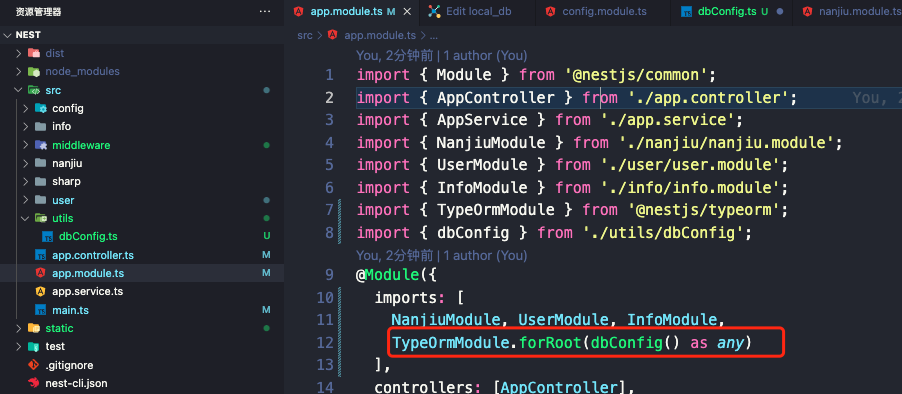 资源管理器
NEST
dist
node_modules
src
config
info
middleware
nanjiu
sharp
user
utils
dbConfig.ts U
app.controller.ts M
app.module.ts M
app.service.ts
main.ts M
static
test
.gitignore
nest-cli.json
app.module.ts M
Edit local_db
config.module.ts
dbConfig.ts U
nanjiu.module.ts
src > app.module.ts > ...
You, 2分钟前 | 1 author (You)
1 import { Module } from '@nestjs/common';
2 import { AppController } from './app.controller'; You, 2
3 import { AppService } from './app.service';
4 import { NanjiuModule } from './nanjiu/nanjiu.module';
5 import { UserModule } from './user/user.module';
6 import { InfoModule } from './info/info.module';
7 import { TypeOrmModule } from '@nestjs/typeorm';
8 import { dbConfig } from './utils/dbConfig';
You, 2分钟前 | 1 author (You)
9 @Module({
10 imports: [
11 NanjiuModule, UserModule, InfoModule,
12 TypeOrmModule.forRoot(dbConfig() as any)
13 ],
14 controllers: [AppController],